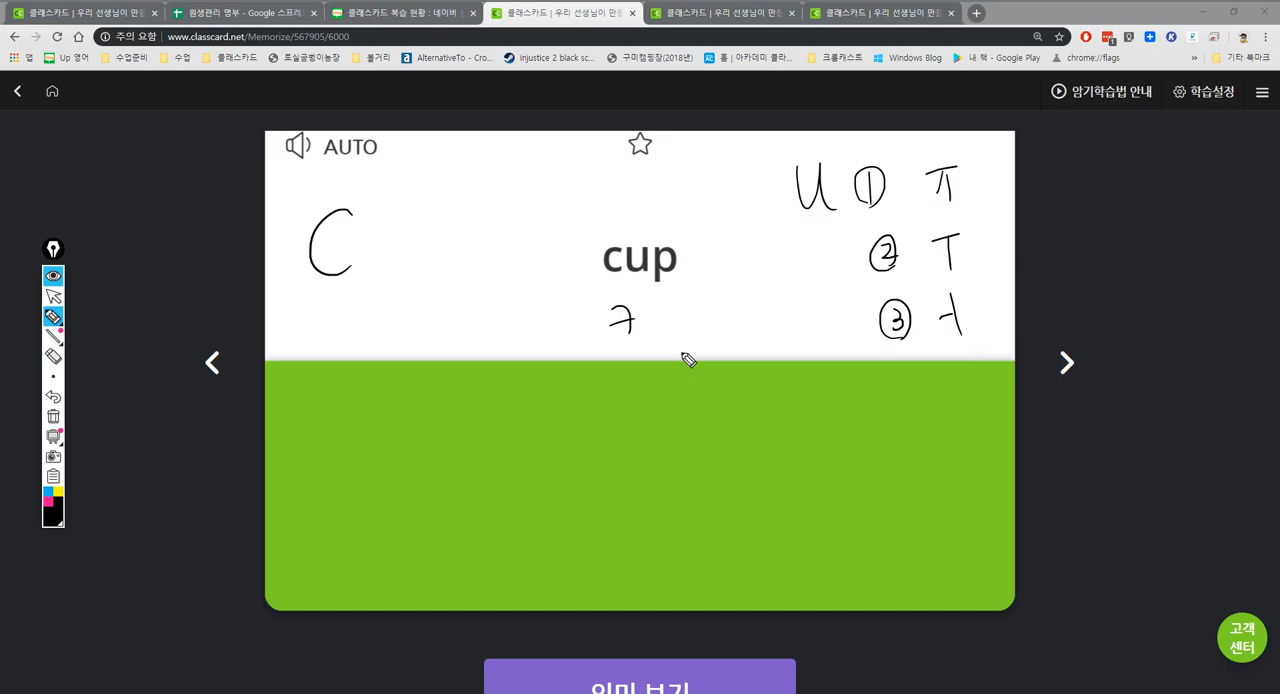 클래스카드 | 우리 선생님이 만든
원생관리 명부 - Google 스프레
클래스카드 복습 현황 : 네이버
클래스카드 | 우리 선생님이 만든
클래스카드 | 우리 선생님이 만든
클래스카드 | 우리 선생님이 만든
주의 요함 | www.classcard.net/Memorize/567905/6000
앱 Up 영어 수업준비 수업 클래스카드 토실굼벵이농장 볼거리 AlternativeTo - Cro... Injustice 2 black sc... 구미캠핑장(2018년) 홈 | 아카데미 클라... 크롬캐스트 Windows Blog 내 책 - Google Play chrome://flags » 기타 북마크
암기학습법 안내 학습설정
AUTO
U ① ㅠ
C cup ② ㅜ
ㅋ ③ ㅓ
고객
센터
의미 보기